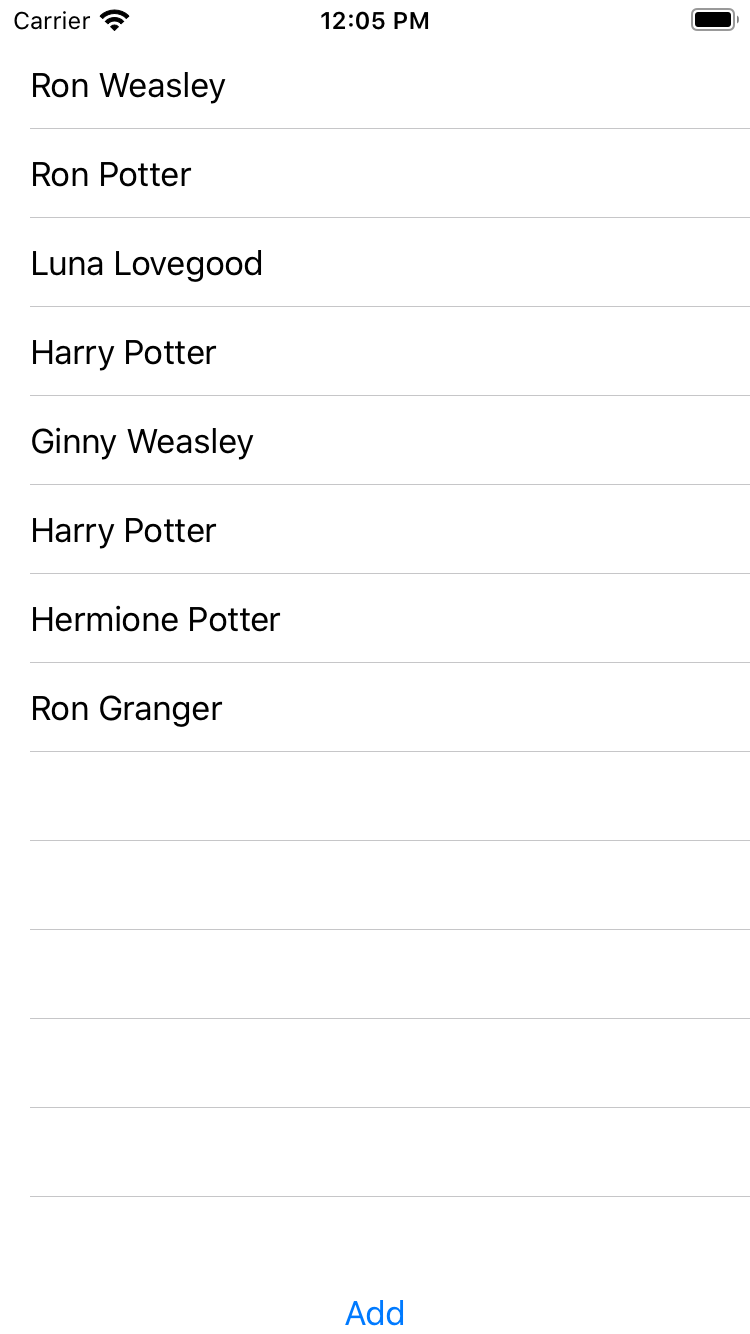 Carrier 12:05 PM
Ron Weasley
Ron Potter
Luna Lovegood
Harry Potter
Ginny Weasley
Harry Potter
Hermione Potter
Ron Granger
Add